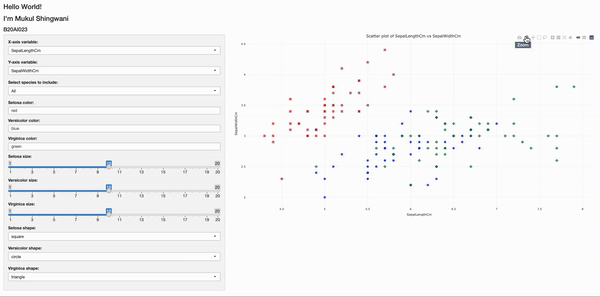 Hello World!
I'm Mukul Shingwani
B20AI023
X-axis variable:
SepalLengthCm
Y-axis variable:
SepalWidthCm
Select species to include:
All
Setosa color:
red
Versicolor color:
blue
Virginica color:
green
Setosa size:
1 20
1 3 5 7 9 11 13 15 17 19 20
Versicolor size:
1 20
1 3 5 7 9 11 13 15 17 19 20
Virginica size:
1 20
1 3 5 7 9 11 13 15 17 19 20
Setosa shape:
square
Versicolor shape:
circle
Virginica shape:
triangle
Scatter plot of SepalLengthCm vs SepalWidthCm
Zoom
4.5
4
3.5
3
2.5
2
SepalWidthCm
4.5 5 5.5 6 6.5 7 7.5 8
SepalLengthCm